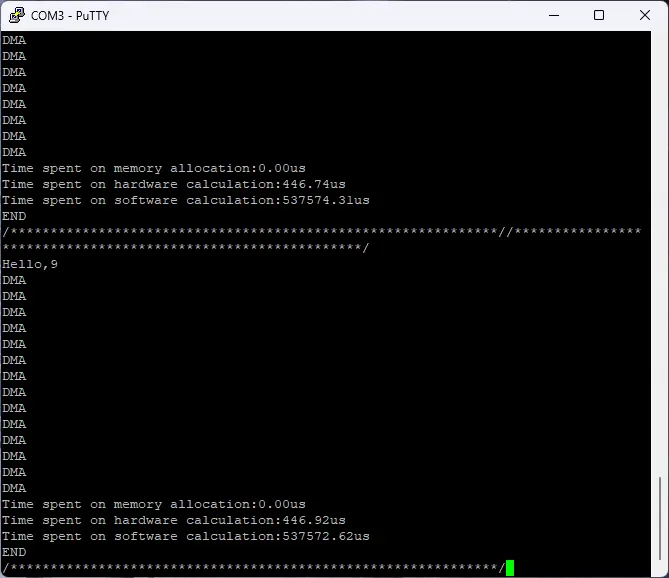 DMA
DMA
DMA
DMA
DMA
DMA
DMA
DMA
Time spent on memory allocation:0.00us
Time spent on hardware calculation:446.74us
Time spent on software calculation:537574.31us
END
/*************************************************************//****************
*********************************************/
Hello,9
DMA
DMA
DMA
DMA
DMA
DMA
DMA
DMA
DMA
DMA
DMA
DMA
DMA
DMA
Time spent on memory allocation:0.00us
Time spent on hardware calculation:446.92us
Time spent on software calculation:537572.62us
END
/*************************************************************/
COM3 - PuTTY